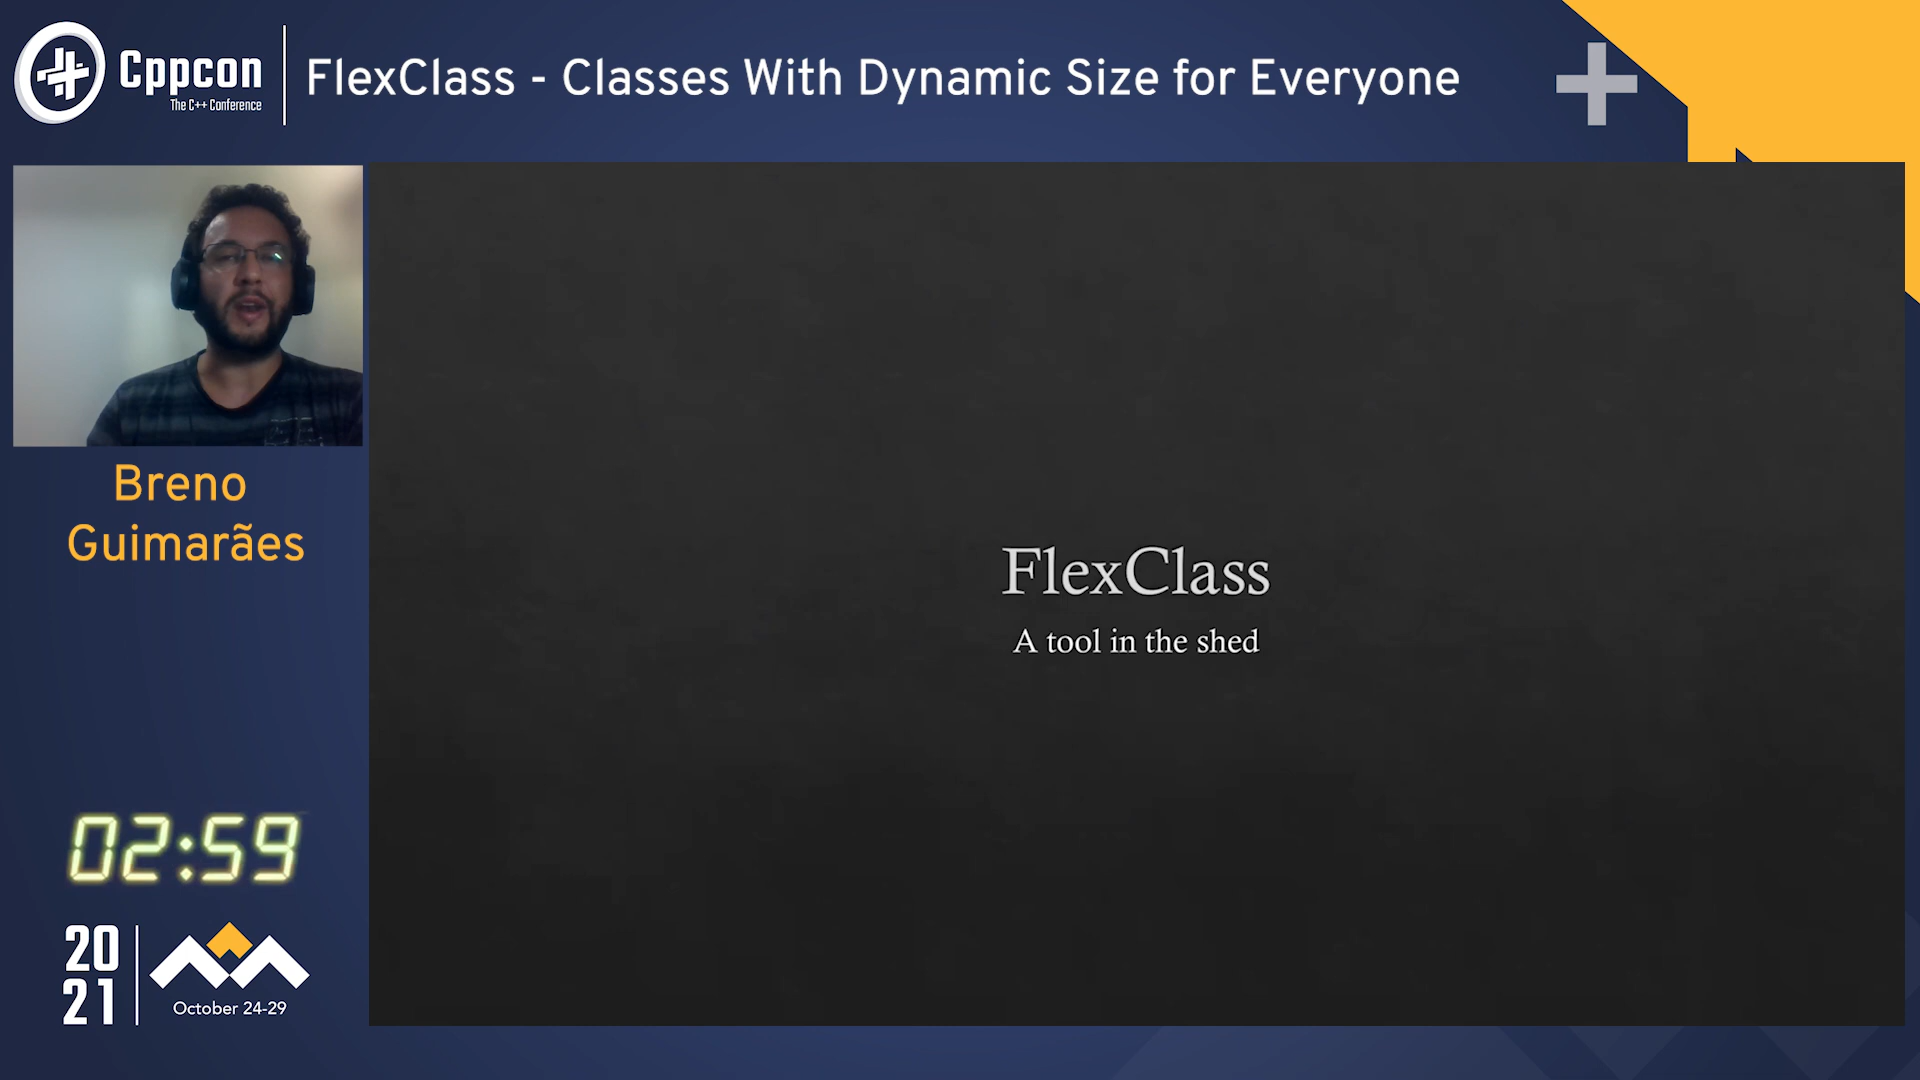 Cppcon
The C++ Conference
FlexClass - Classes With Dynamic Size for Everyone
Breno
Guimarães
FlexClass
A tool in the shed
02:59
20
21
October 24-29